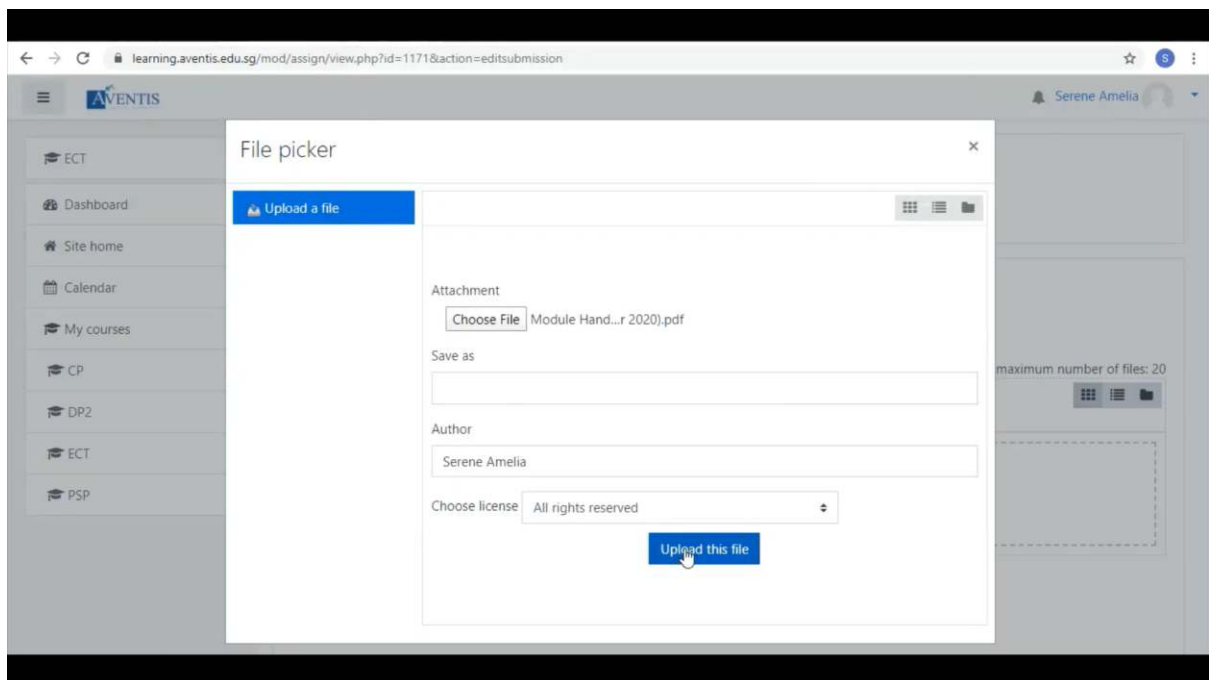 learning.aventis.edu.sg/mod/assign/view.php?id=1171&action=editsubmission
S
AVENTIS
Serene Amelia
File picker
×
ECT
Dashboard
Upload a file
Site home
Calendar
Attachment
Choose File Module Hand...r 2020).pdf
My courses
Save as
CP
maximum number of files: 20
DP2
Author
ECT
Serene Amelia
PSP
Choose license All rights reserved
Upload this file